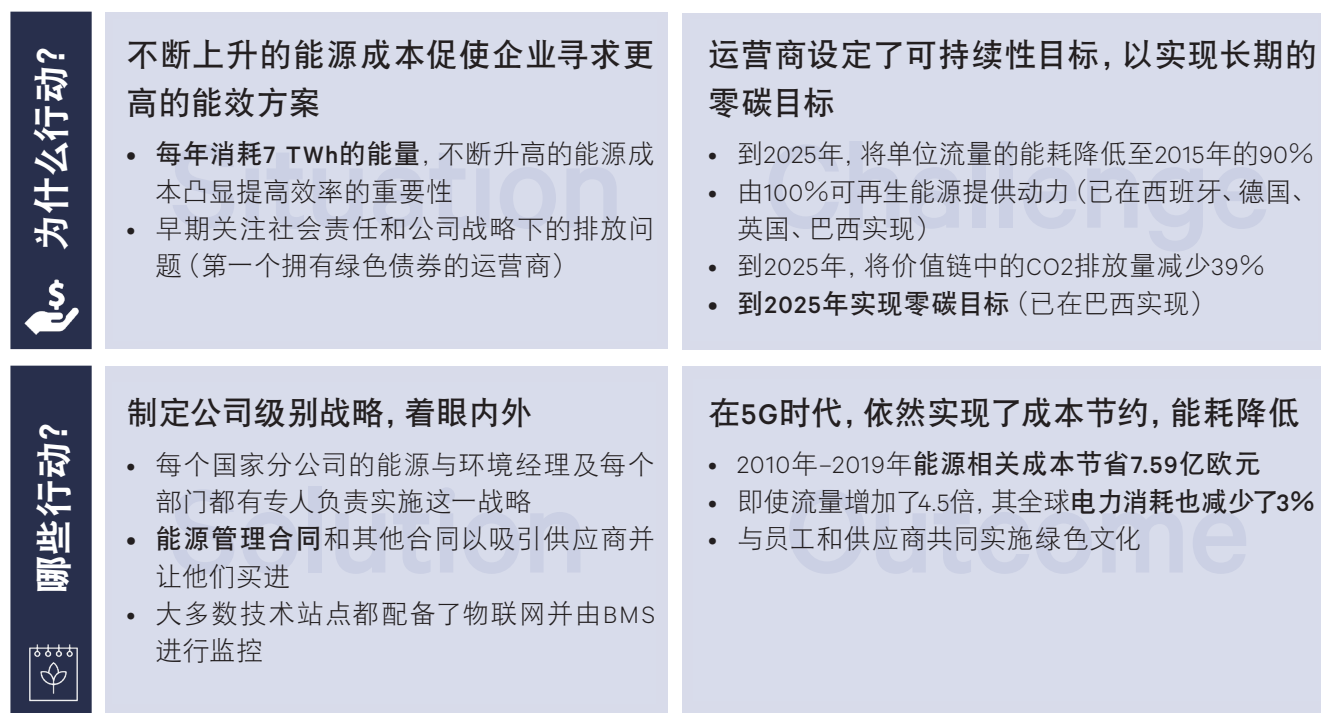 为什么行动?
$
不断上升的能源成本促使企业寻求更
高的能效方案
Situation
• 每年消耗7 TWh的能量, 不断升高的能源成
本凸显提高效率的重要性
• 早期关注社会责任和公司战略下的排放问
题（第一个拥有绿色债券的运营商）
运营商设定了可持续性目标, 以实现长期的
零碳目标
Challenge
• 到2025年, 将单位流量的能耗降低至2015年的90%
• 由100%可再生能源提供动力（已在西班牙、德国、
英国、巴西实现）
• 到2025年, 将价值链中的CO2排放量减少39%
• 到2025年实现零碳目标（已在巴西实现）
哪些行动?
制定公司级别战略, 着眼内外
Solution
• 每个国家分公司的能源与环境经理及每个
部门都有专人负责实施这一战略
• 能源管理合同和其他合同以吸引供应商并
让他们买进
• 大多数技术站点都配备了物联网并由BMS
进行监控
在5G时代, 依然实现了成本节约, 能耗降低
Outcome
• 2010年–2019年能源相关成本节省7.59亿欧元
• 即使流量增加了4.5倍, 其全球电力消耗也减少了3%
• 与员工和供应商共同实施绿色文化